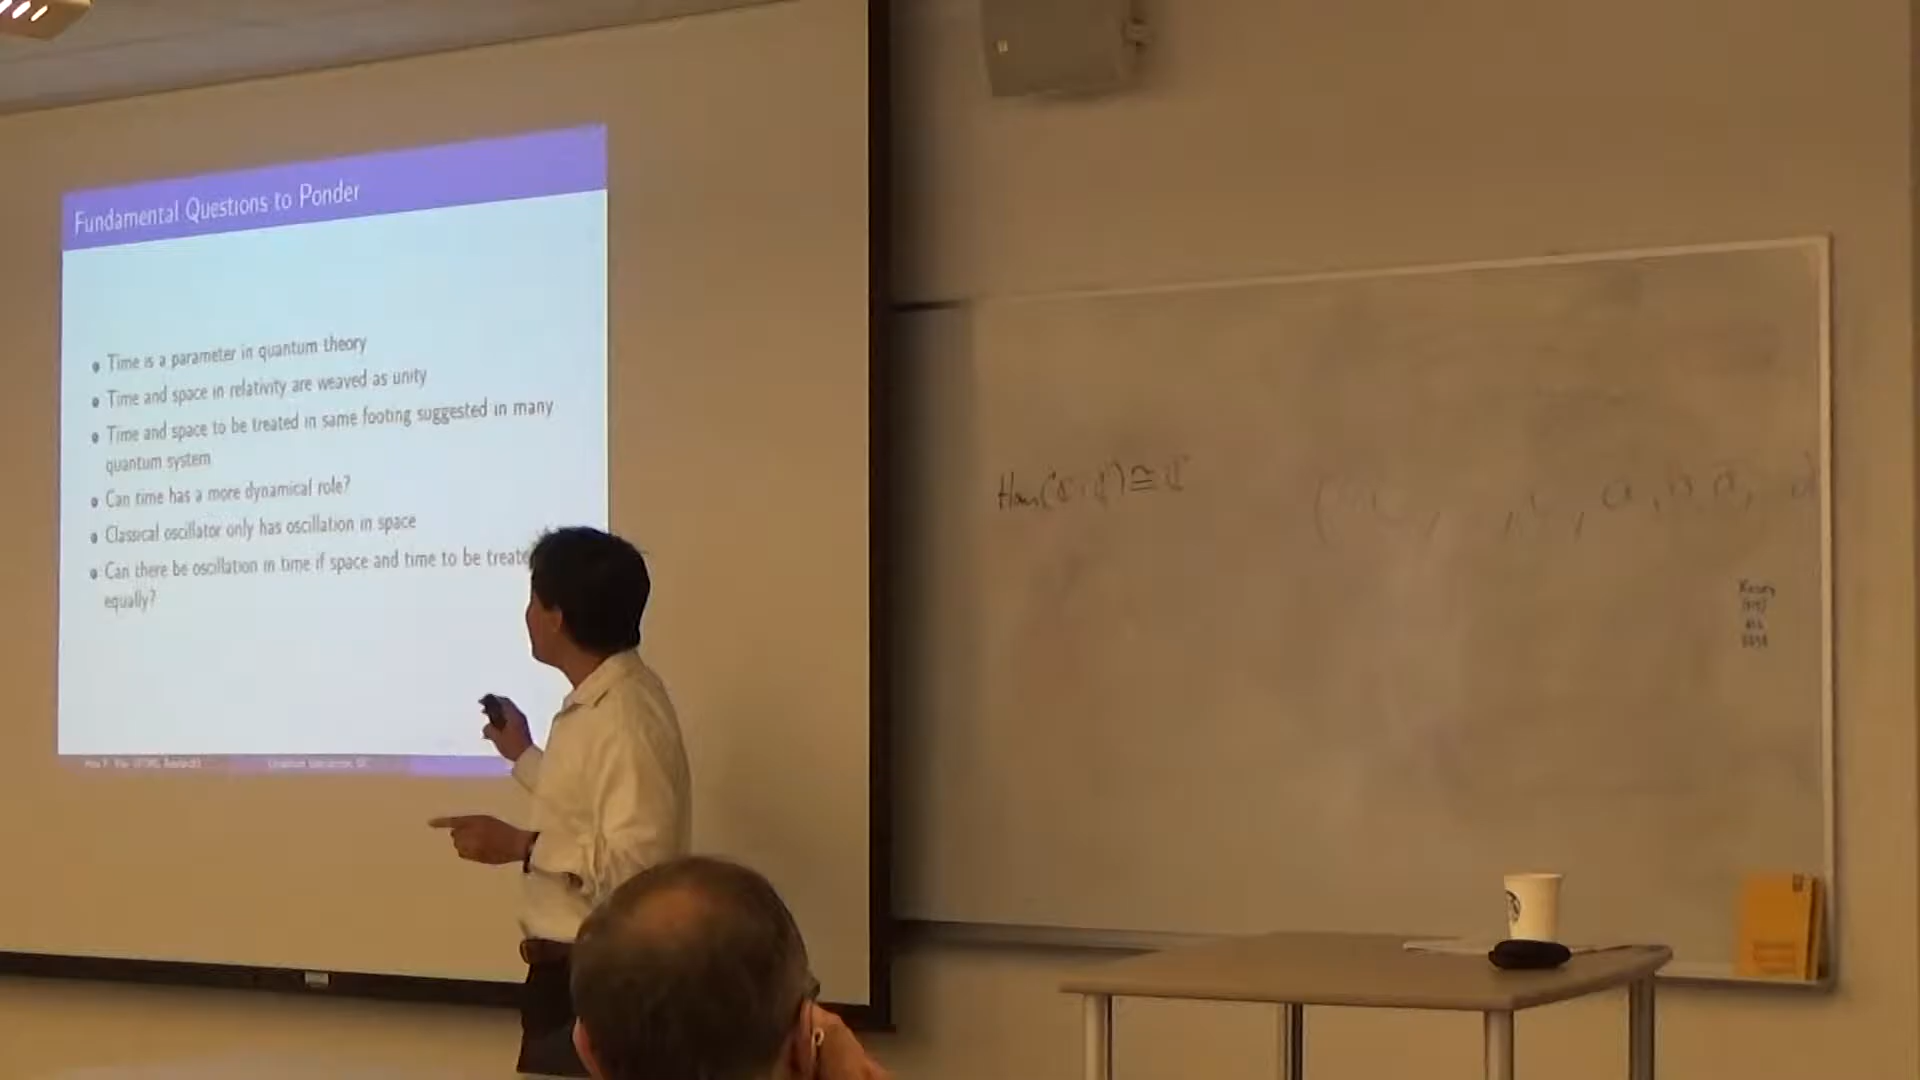 Fundamental Questions to Ponder
Time is a parameter in quantum theory
Time and space in relativity are weaved as unity
Time and space to be treated in same footing suggested in many
quantum system
Can time has a more dynamical role?
Classical oscillator only has oscillation in space
Can there be oscillation in time if space and time to be treate
equally?